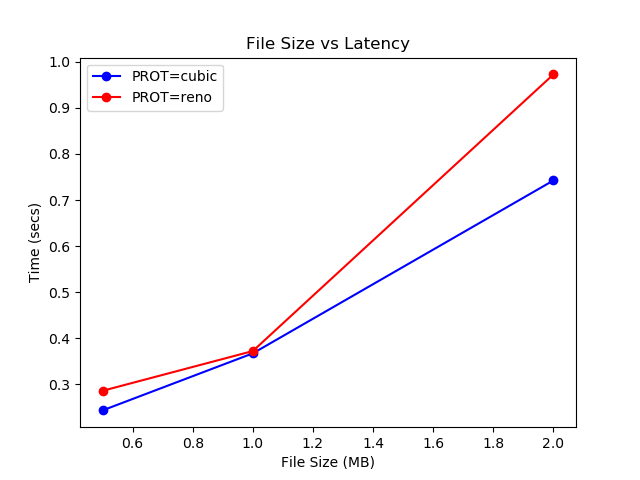 File Size vs Latency
PROT=cubic
PROT=reno
1.0
0.9
0.8
0.7
0.6
0.5
0.4
0.3
Time (secs)
0.6 0.8 1.0 1.2 1.4 1.6 1.8 2.0
File Size (MB)